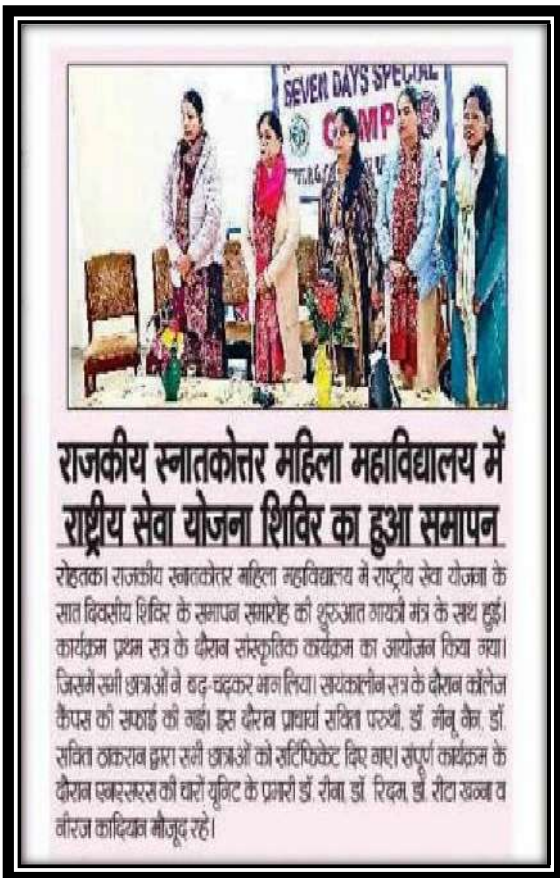 SEVEN DAYS SPECIAL
CAMP
राजकीय स्नातकोत्तर महिला महाविद्यालय में
राष्ट्रीय सेवा योजना शिविर का हुआ समापन
रोहतक। राजकीय स्नातकोत्तर महिला महाविद्यालय में राष्ट्रीय सेवा योजना के
सात दिवसीय शिविर के समापन समारोह की शुरुआत गायत्री मंत्र के साथ हुई।
कार्यक्रम प्रथम सत्र के दौरान सांस्कृतिक कार्यक्रम का आयोजन किया गया।
जिसमें सभी छात्राओं ने बढ़-चढ़कर भाग लिया। सायंकालीन सत्र के दौरान कॉलेज
कैंपस की सफाई की गई। इस दौरान प्राचार्या सविता परुथी, डॉ. मीनू जैन, डॉ.
सविता ठाकरान द्वारा सभी छात्राओं को सर्टिफिकेट दिए गए। संपूर्ण कार्यक्रम के
दौरान एनएसएस की चारों यूनिट के प्रभारी डॉ. रीना, डॉ. रिदम, डॉ. रीटा खन्ना व
नीरज कादियान मौजूद रहे।